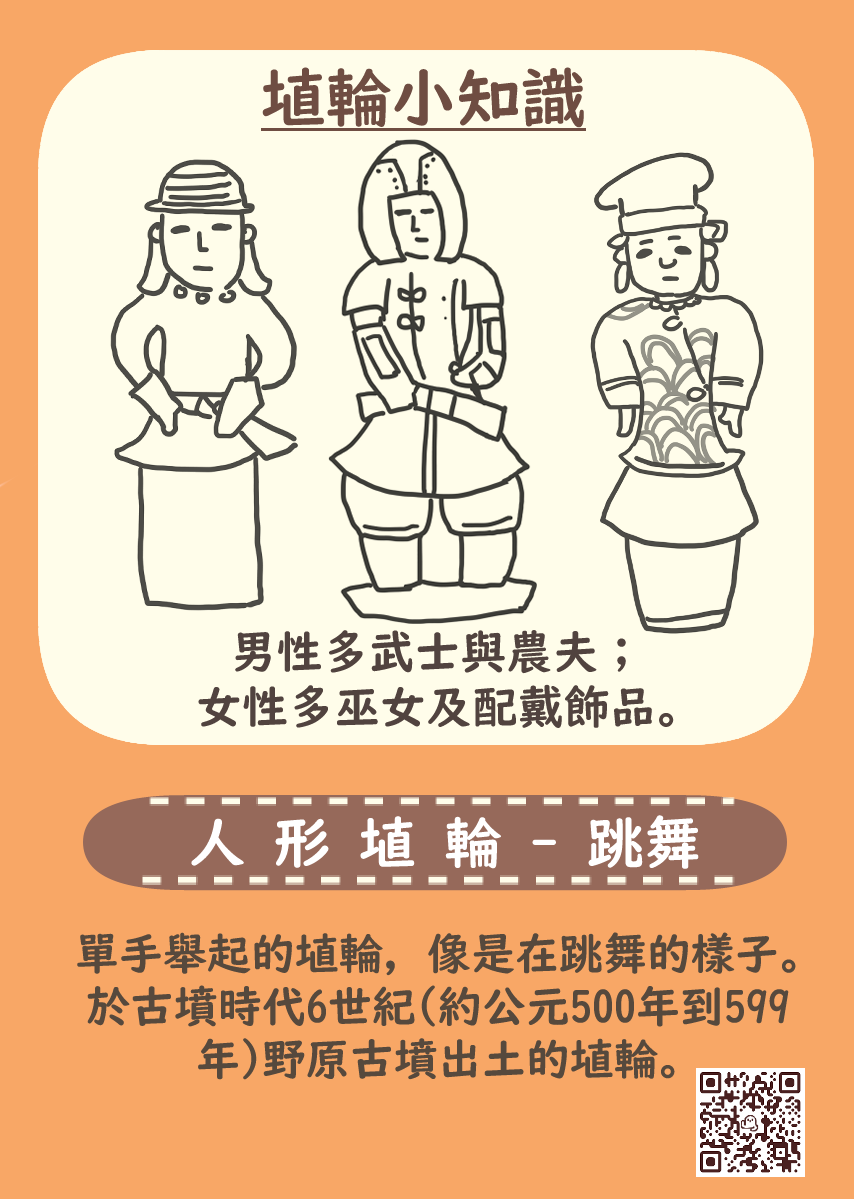 埴輪小知識
男性多武士與農夫；
女性多巫女及配戴飾品。
人形埴輪-跳舞
單手舉起的埴輪，像是在跳舞的樣子。
於古墳時代6世紀(約公元500年到599
年)野原古墳出土的埴輪。